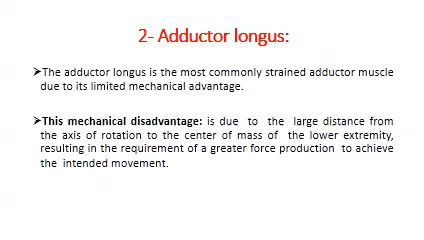 2- Adductor longus:
➢The adductor longus is the most commonly strained adductor muscle
due to its limited mechanical advantage.
➢This mechanical disadvantage: is due to the large distance from
the axis of rotation to the center of mass of the lower extremity,
resulting in the requirement of a greater force production to achieve
the intended movement.